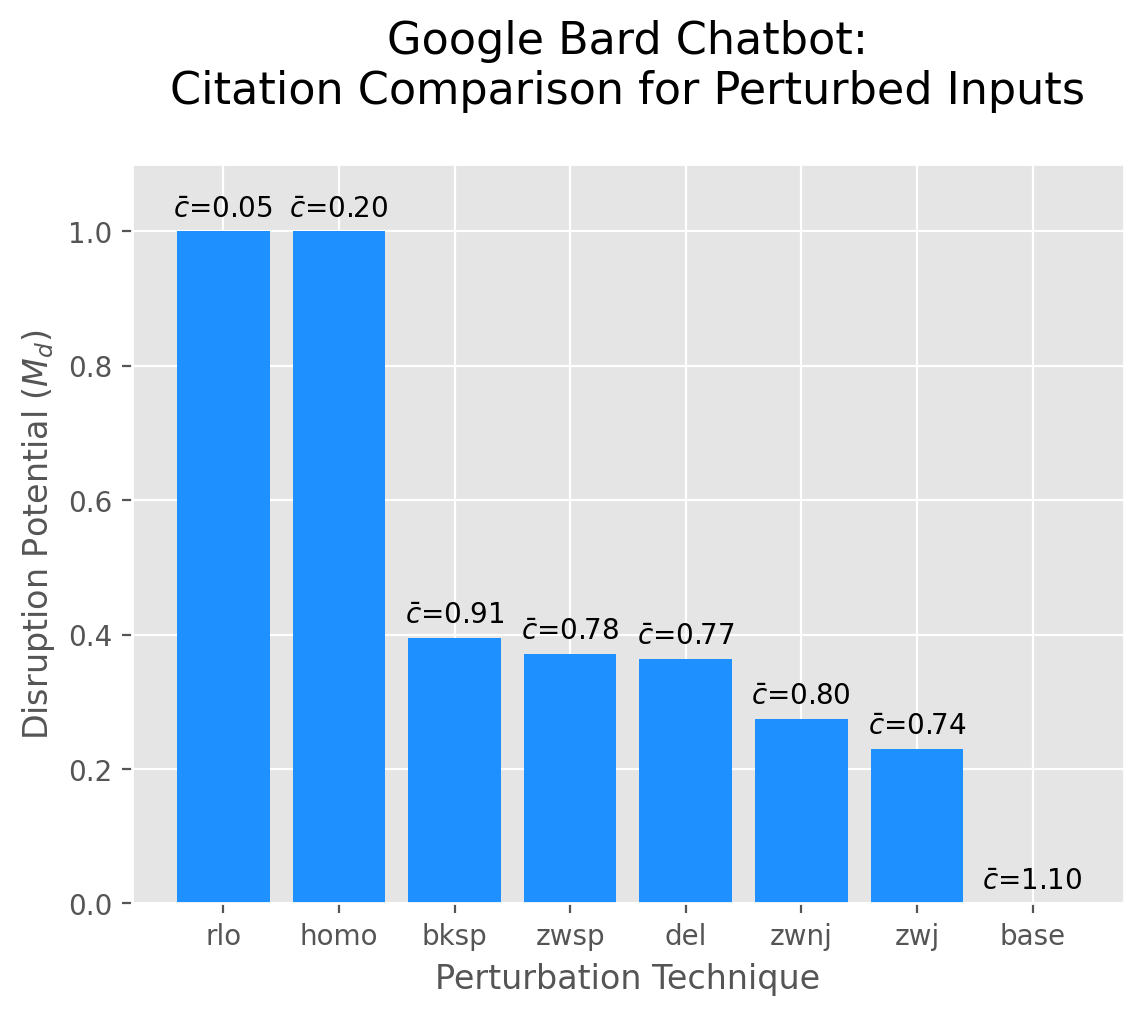 Google Bard Chatbot:
Citation Comparison for Perturbed Inputs
c̄=0.05 c̄=0.20
c̄=0.91 c̄=0.78 c̄=0.77
c̄=0.80 c̄=0.74
c̄=1.10
1.0
0.8
0.6
0.4
0.2
0.0
Disruption Potential (M_d)
rlo homo bksp zwsp del zwnj zwj base
Perturbation Technique